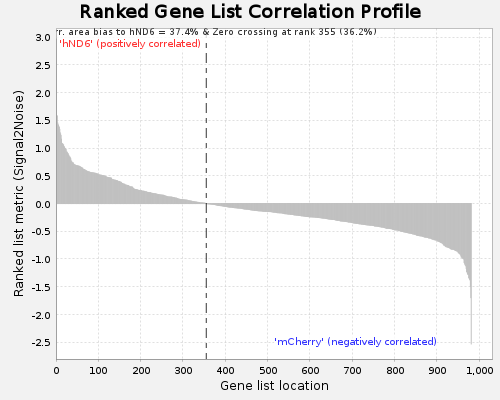 Ranked Gene List Correlation Profile
rr. area bias to hND6 = 37.4% & Zero crossing at rank 355 (36.2%)
'hND6' (positively correlated)
3.0
2.5
2.0
1.5
1.0
0.5
0.0
-0.5
-1.0
-1.5
-2.0
-2.5
Ranked list metric (Signal2Noise)
'mCherry' (negatively correlated)
0 100 200 300 400 500 600 700 800 900 1,000
Gene list location